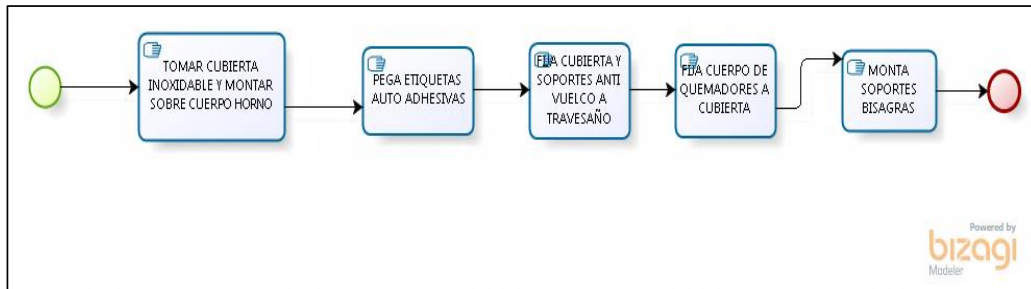 TOMAR CUBIERTA
INOXIDABLE Y MONTAR
SOBRE CUERPO HORNO
PEGA ETIQUETAS
AUTO ADHESIVAS
FIJA CUBIERTA Y
SOPORTES ANTI
VUELCO A
TRAVESAÑO
FIJA CUERPO DE
QUEMADORES A
CUBIERTA
MONTA
SOPORTES
BISAGRAS
Powered by
bizagi
Modeler